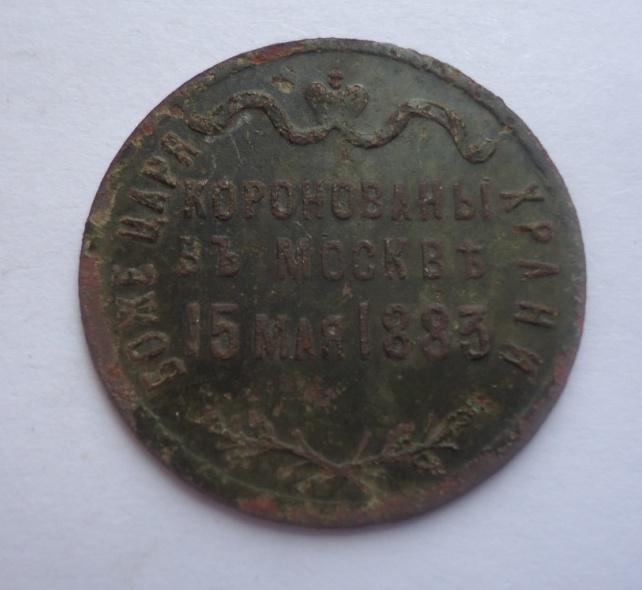 БОЖЕ ЦАРЯ
ХРАНИ
КОРОНОВАНЫ
ВЪ МОСКВѢ
15 МАЯ 1883